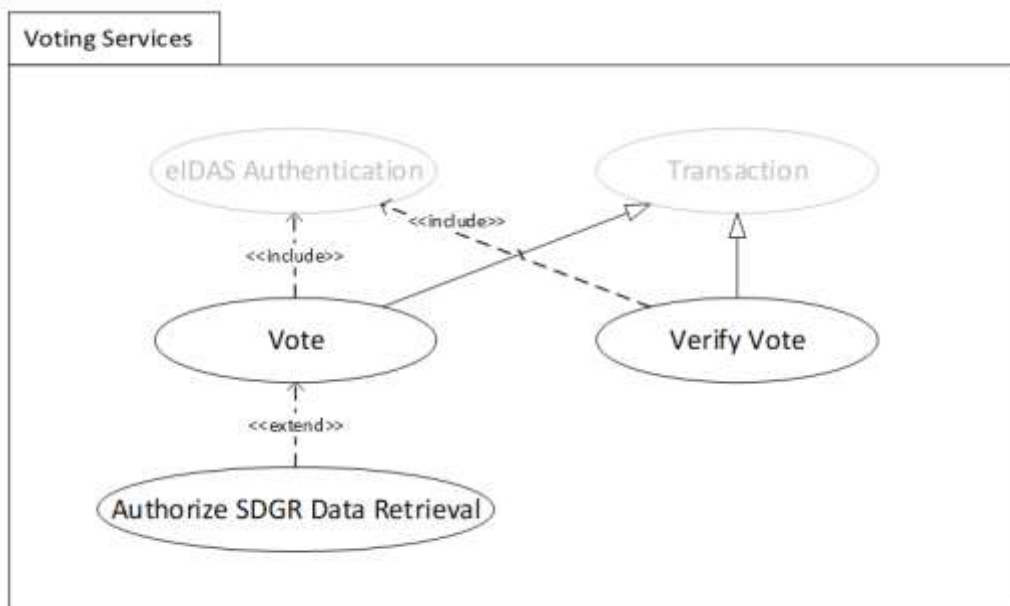 Voting Services
eIDAS Authentication
Transaction
<<include>>
<<include>>
Vote
Verify Vote
<<extend>>
Authorize SDGR Data Retrieval